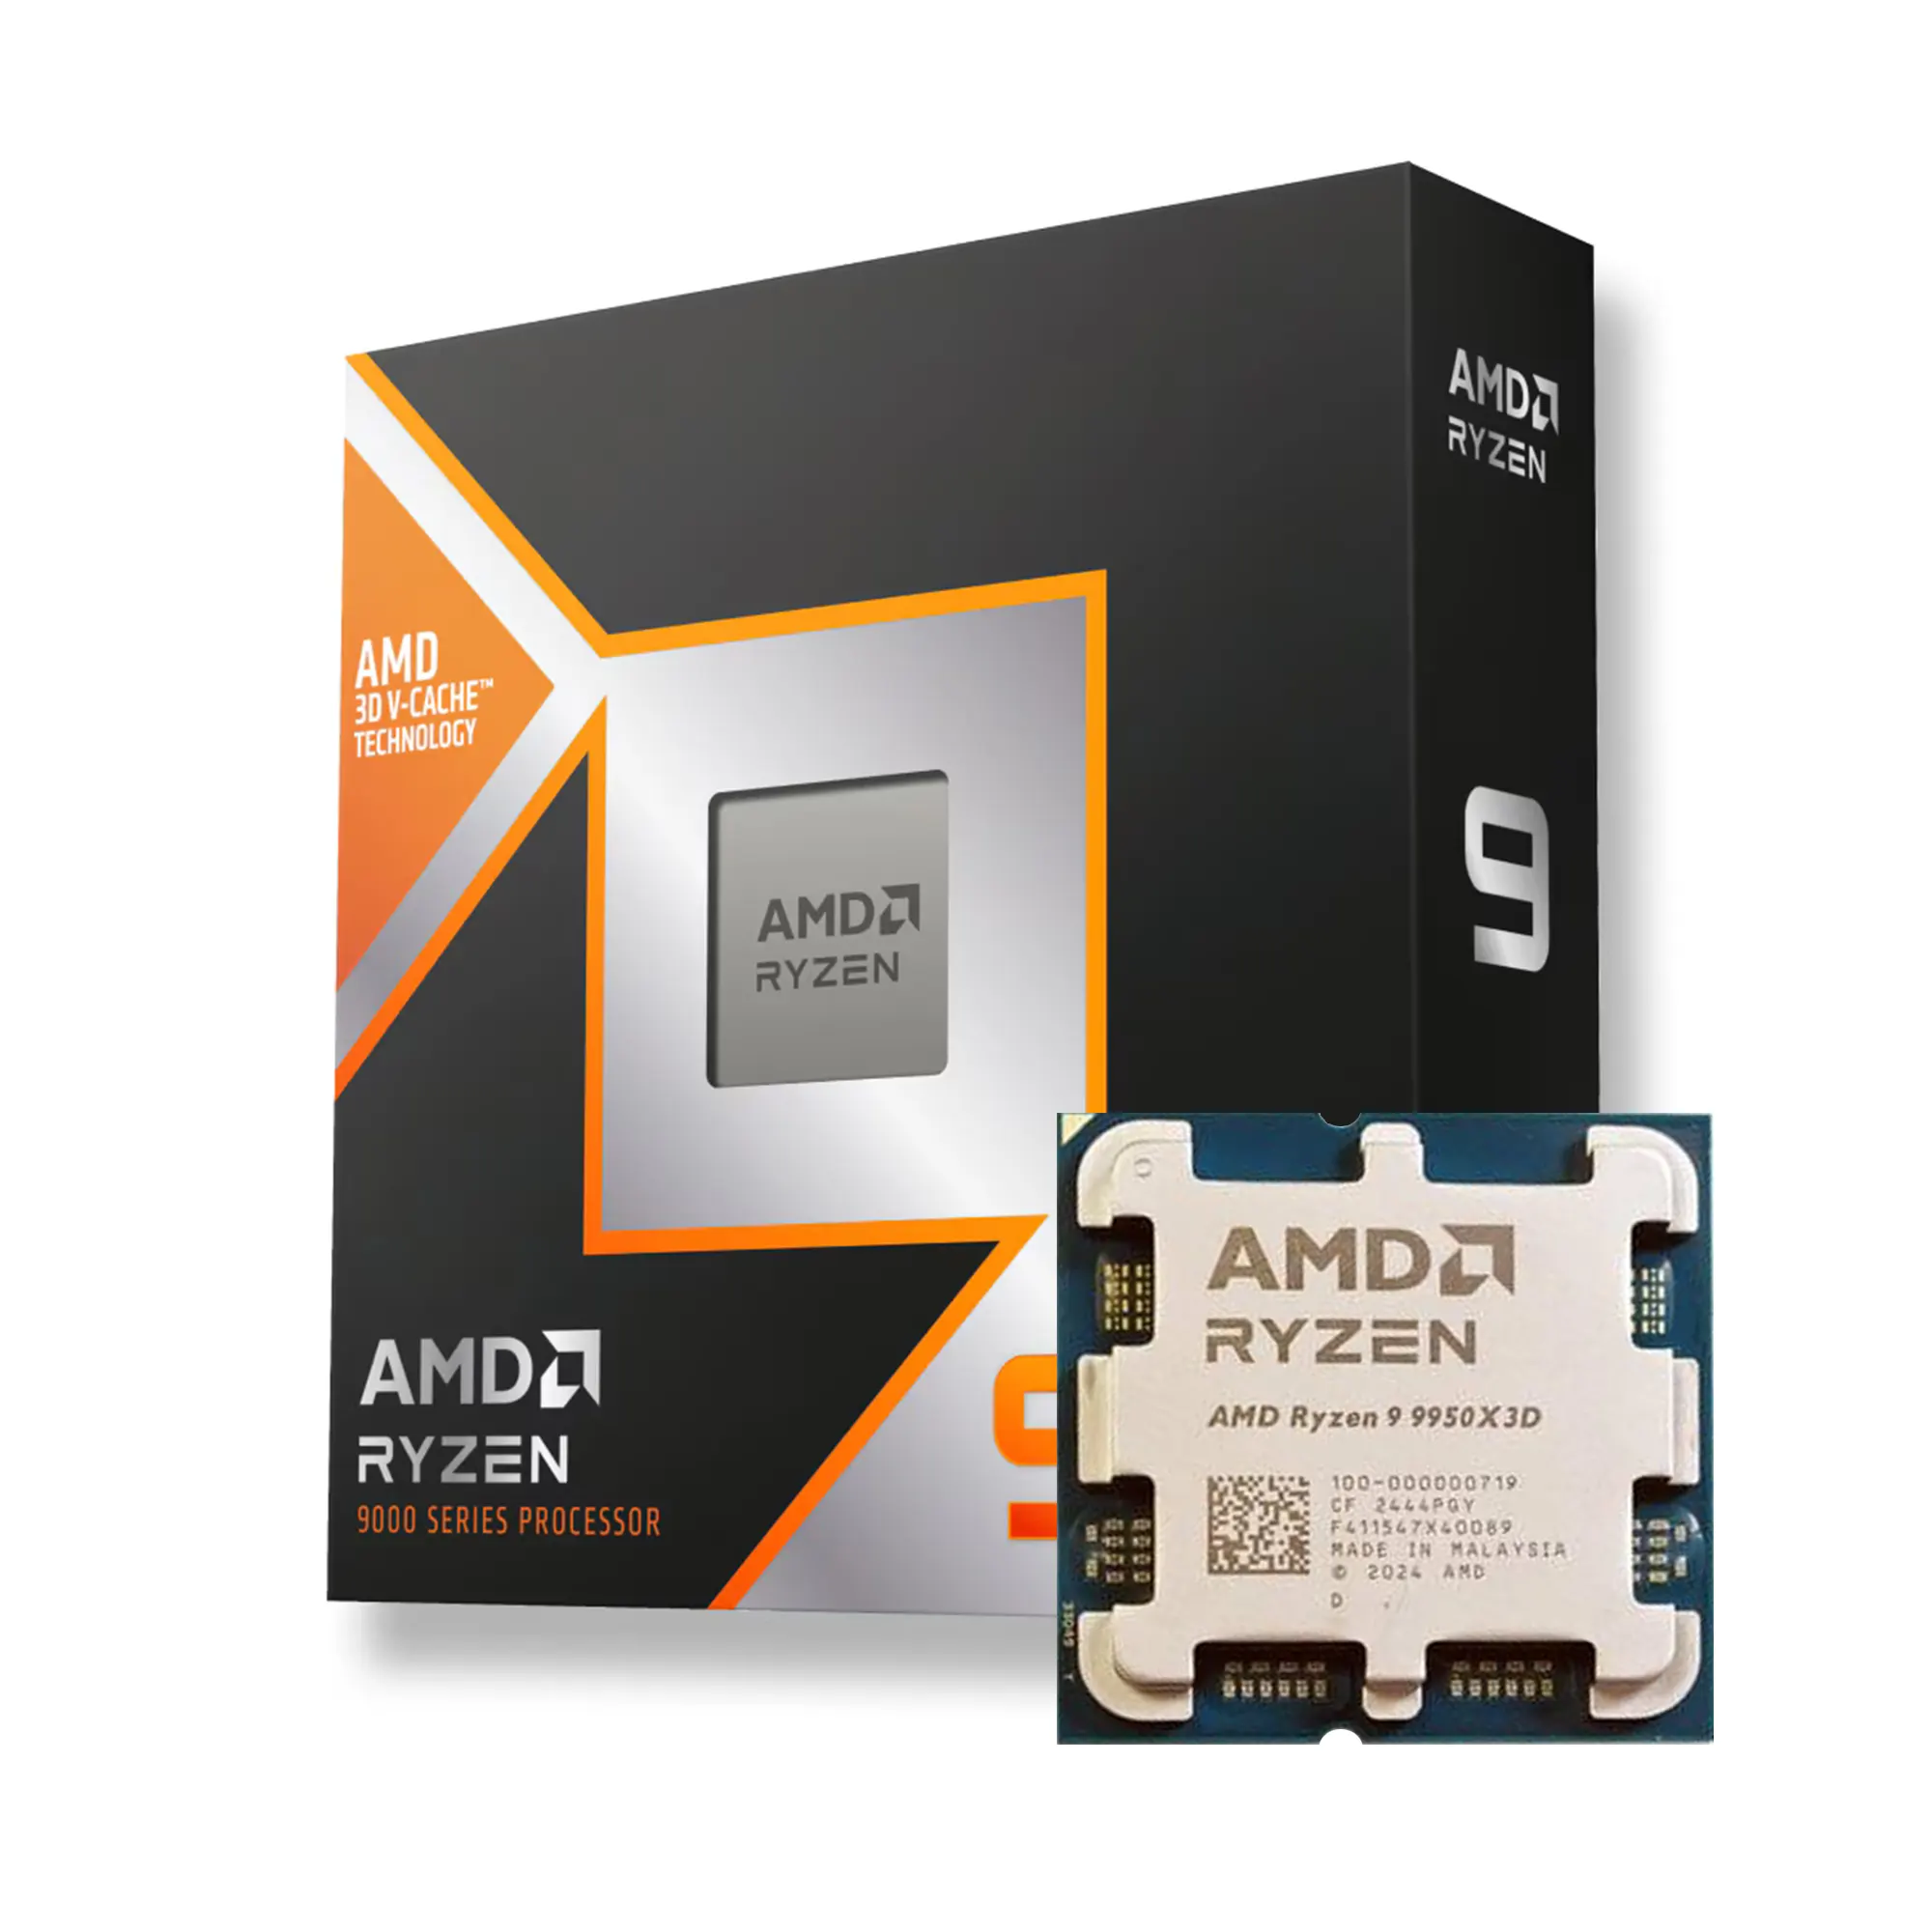 AMD
RYZEN
9
AMD
3D V-CACHE™
TECHNOLOGY
AMD
RYZEN
AMD
RYZEN
9000 SERIES PROCESSOR
9
AMD
RYZEN
AMD Ryzen 9 9950X3D
100-000000719
CF 2444PGY
F411547X40089
MADE IN MALAYSIA
© 2024 AMD
D